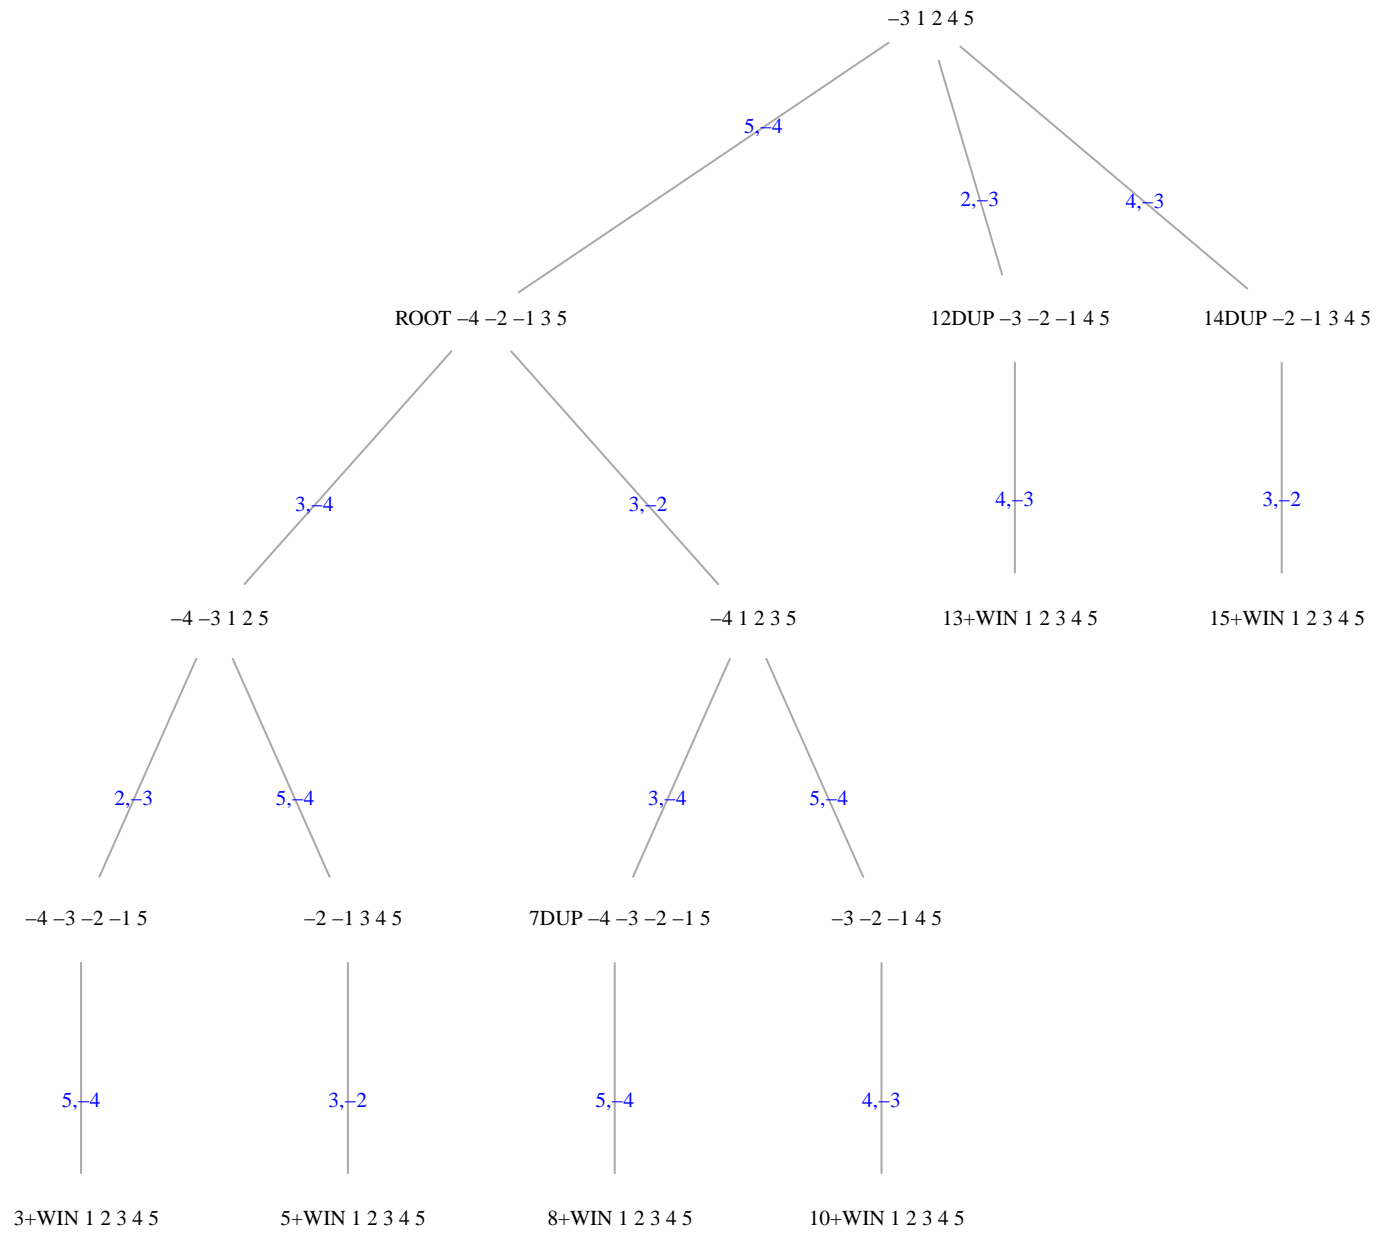 –3 1 2 4 5
5,–4
2,–3
4,–3
ROOT –4 –2 –1 3 5
12DUP –3 –2 –1 4 5
14DUP –2 –1 3 4 5
3,–4
3,–2
4,–3
3,–2
–4 –3 1 2 5
–4 1 2 3 5
13+WIN 1 2 3 4 5
15+WIN 1 2 3 4 5
2,–3
5,–4
3,–4
5,–4
–4 –3 –2 –1 5
–2 –1 3 4 5
7DUP –4 –3 –2 –1 5
–3 –2 –1 4 5
5,–4
3,–2
5,–4
4,–3
3+WIN 1 2 3 4 5
5+WIN 1 2 3 4 5
8+WIN 1 2 3 4 5
10+WIN 1 2 3 4 5